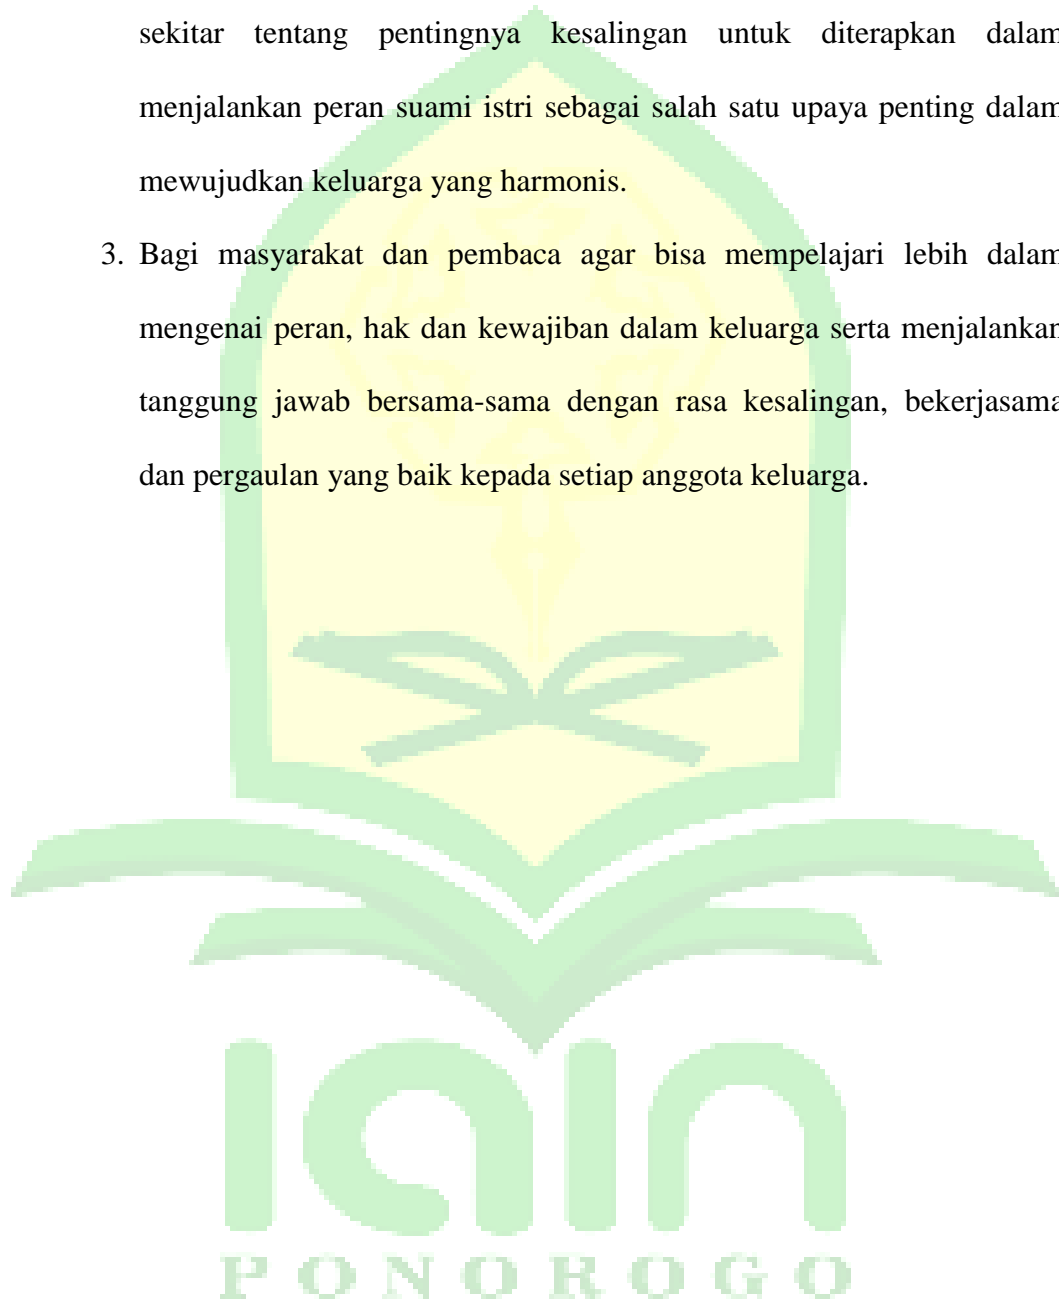 sekitar tentang pentingnya kesalingan untuk diterapkan dalam
menjalankan peran suami istri sebagai salah satu upaya penting dalam
mewujudkan keluarga yang harmonis.
3. Bagi masyarakat dan pembaca agar bisa mempelajari lebih dalam
mengenai peran, hak dan kewajiban dalam keluarga serta menjalankan
tanggung jawab bersama-sama dengan rasa kesalingan, bekerjasama
dan pergaulan yang baik kepada setiap anggota keluarga.
iain
PONOROGO